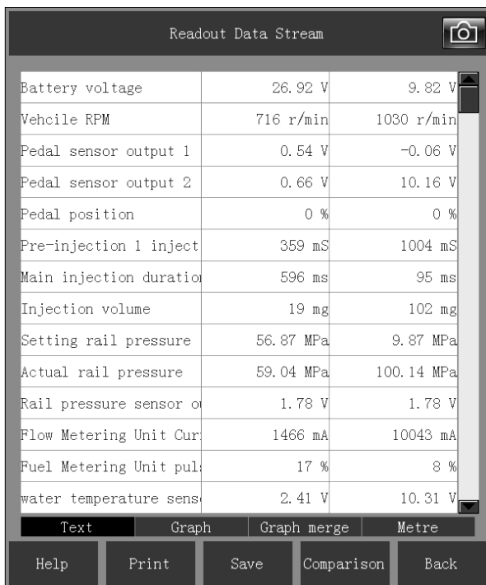 Readout Data Stream
Battery voltage 26.92 V 9.82 V
Vehcile RPM 716 r/min 1030 r/min
Pedal sensor output 1 0.54 V -0.06 V
Pedal sensor output 2 0.66 V 10.16 V
Pedal position 0 % 0 %
Pre-injection 1 inject 359 mS 1004 mS
Main injection duratio 596 ms 95 ms
Injection volume 19 mg 102 mg
Setting rail pressure 56.87 MPa 9.87 MPa
Actual rail pressure 59.04 MPa 100.14 MPa
Rail pressure sensor o 1.78 V 1.78 V
Flow Metering Unit Cur 1466 mA 10043 mA
Fuel Metering Unit pul 17 % 8 %
water temperature sens 2.41 V 10.31 V
Text Graph Graph merge Metre
Help Print Save Comparison Back